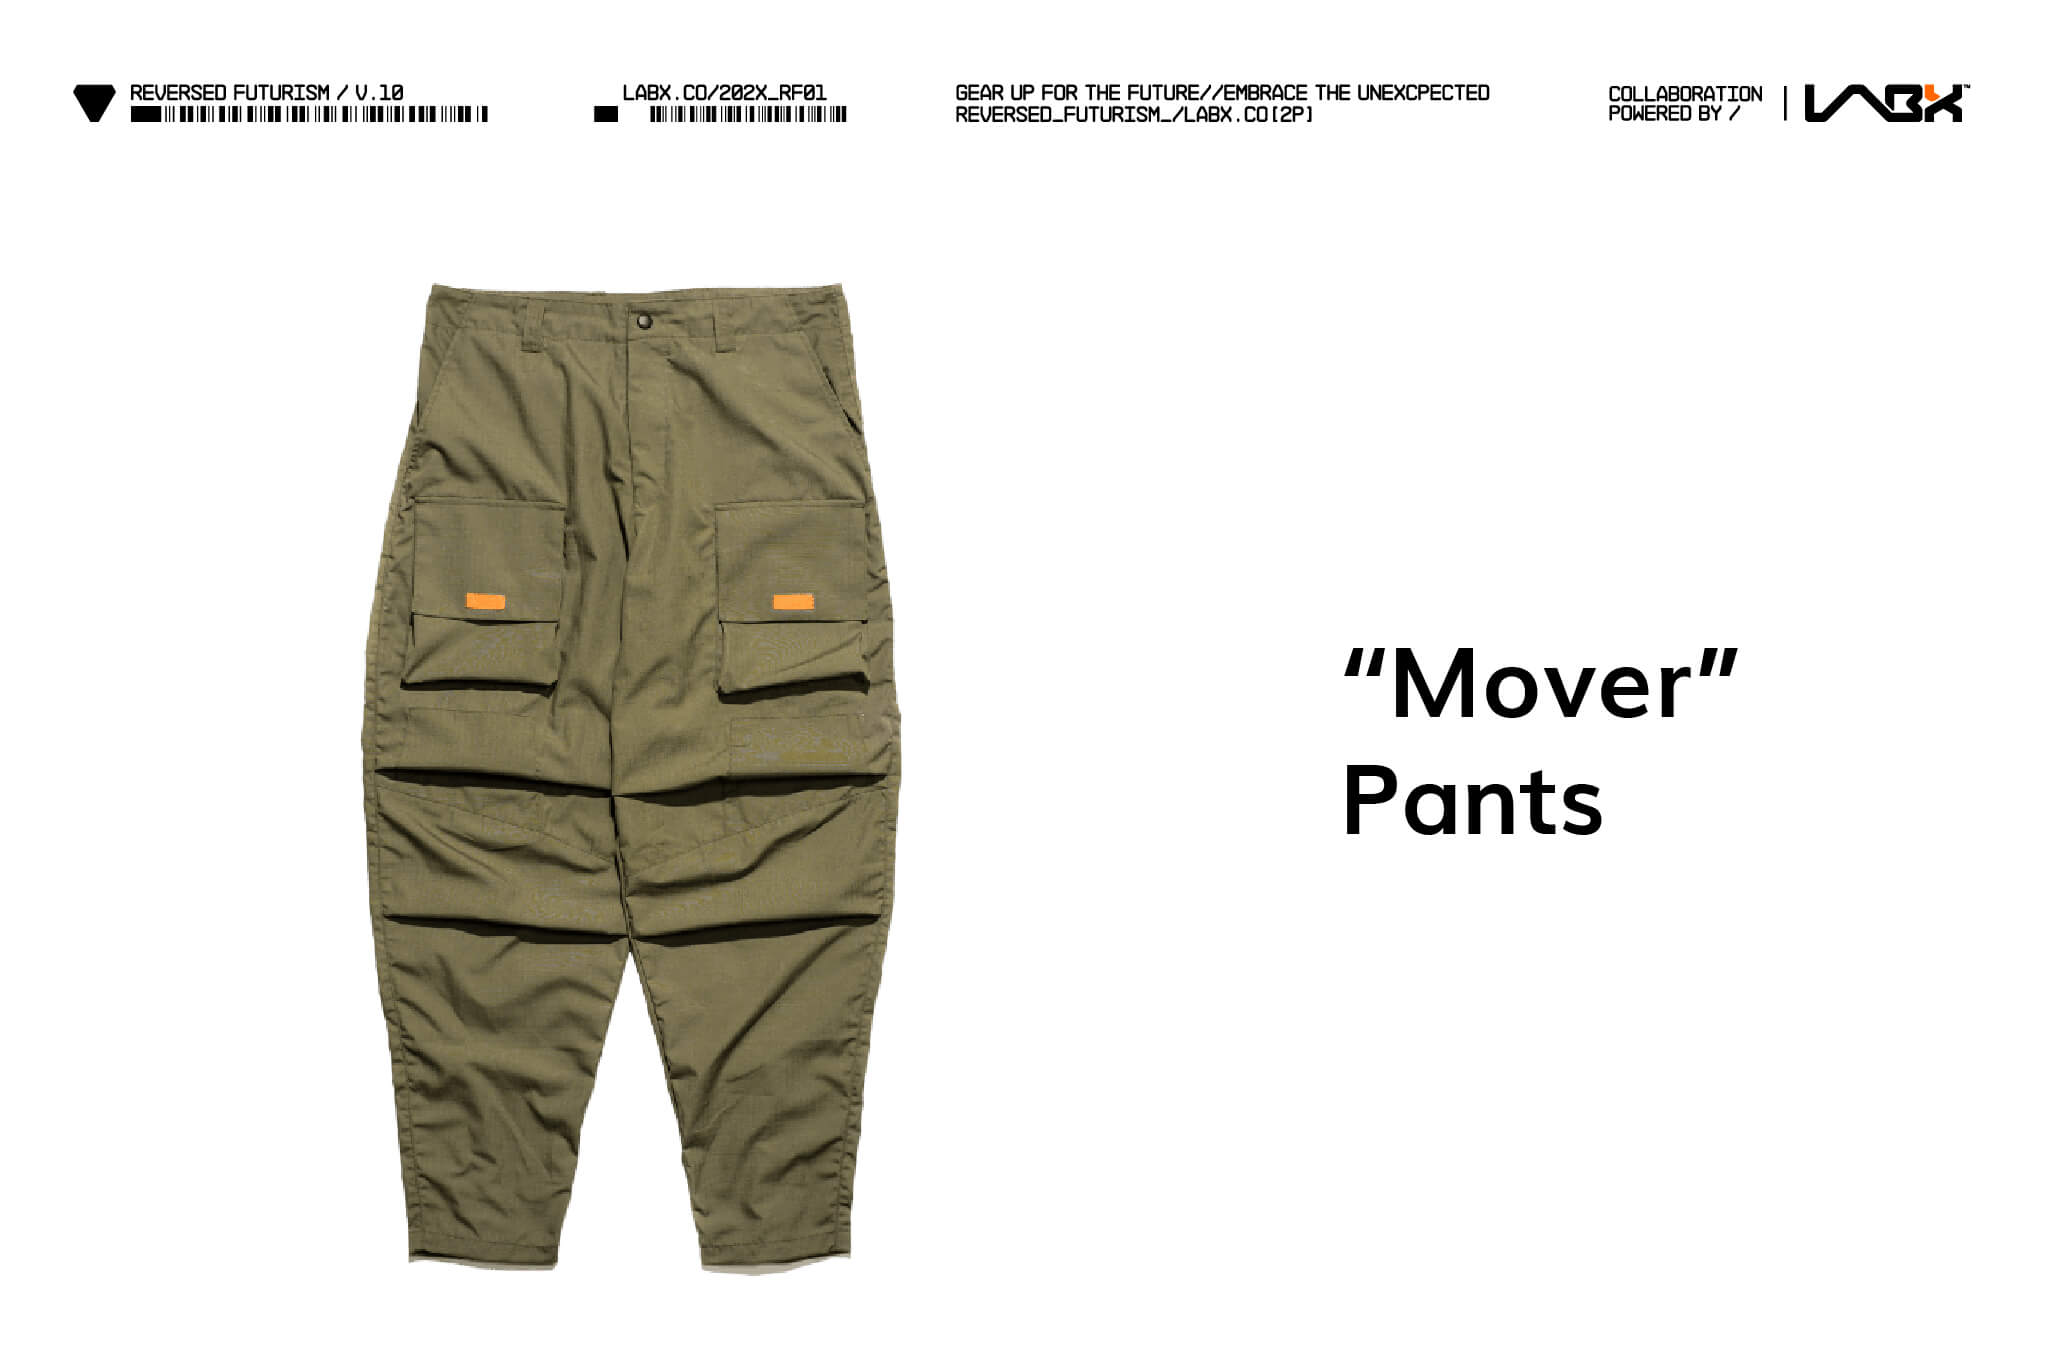 REVERSED FUTURISM / V.10
LABX.CO/202X_RF01
GEAR UP FOR THE FUTURE//EMBRACE THE UNEXCPECTED
REVERSED_FUTURISM_/LABX.CO[2P]
COLLABORATION
POWERED BY /
LABX™
“Mover”
Pants